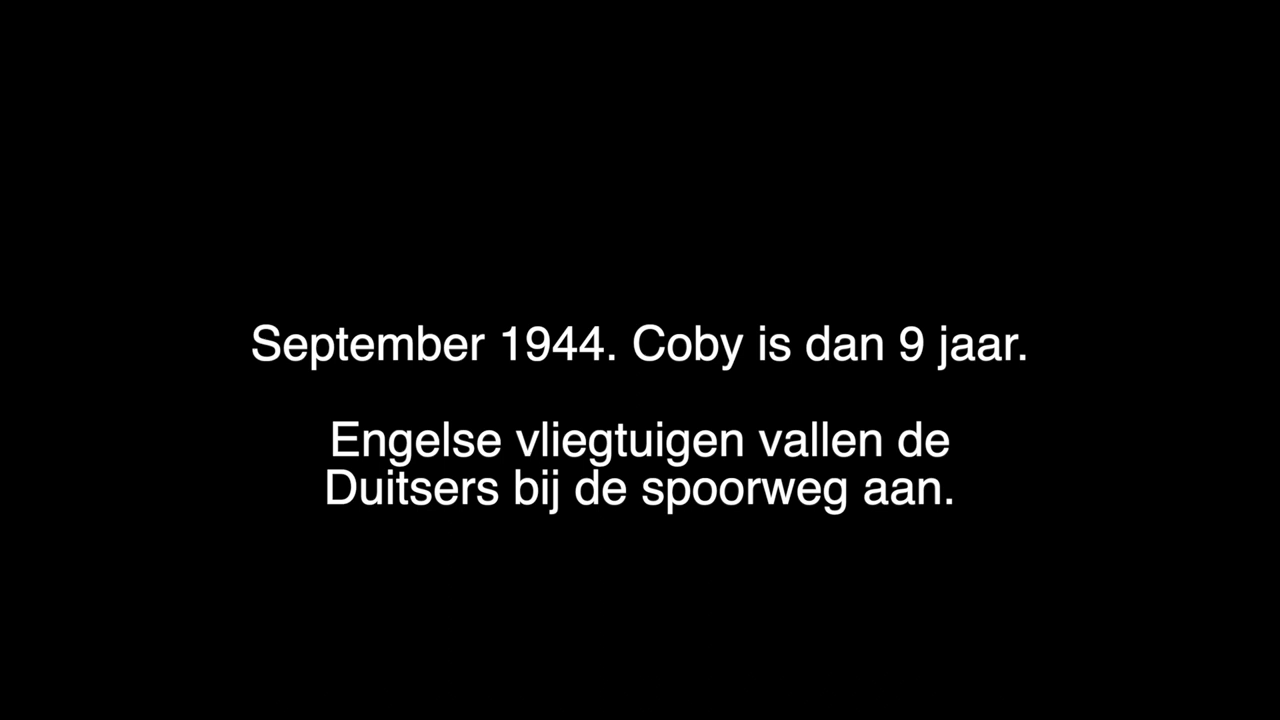 September 1944. Coby is dan 9 jaar.
Engelse vliegtuigen vallen de
Duitsers bij de spoorweg aan.